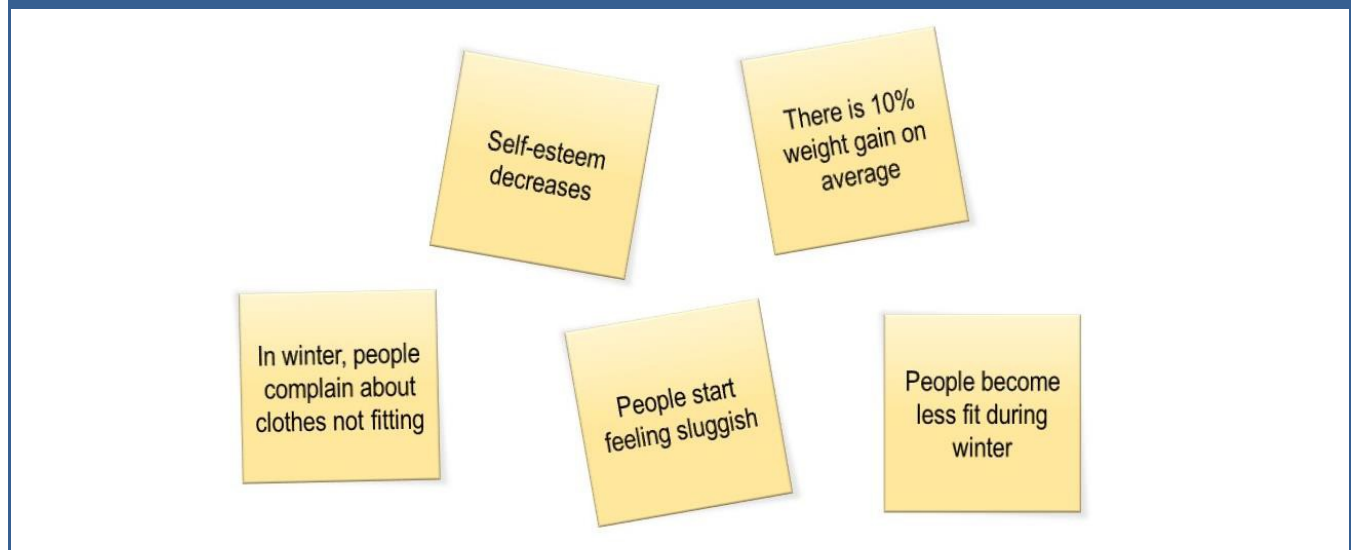 Self-esteem
decreases
There is 10%
weight gain on
average
In winter, people
complain about
clothes not fitting
People start
feeling sluggish
People become
less fit during
winter